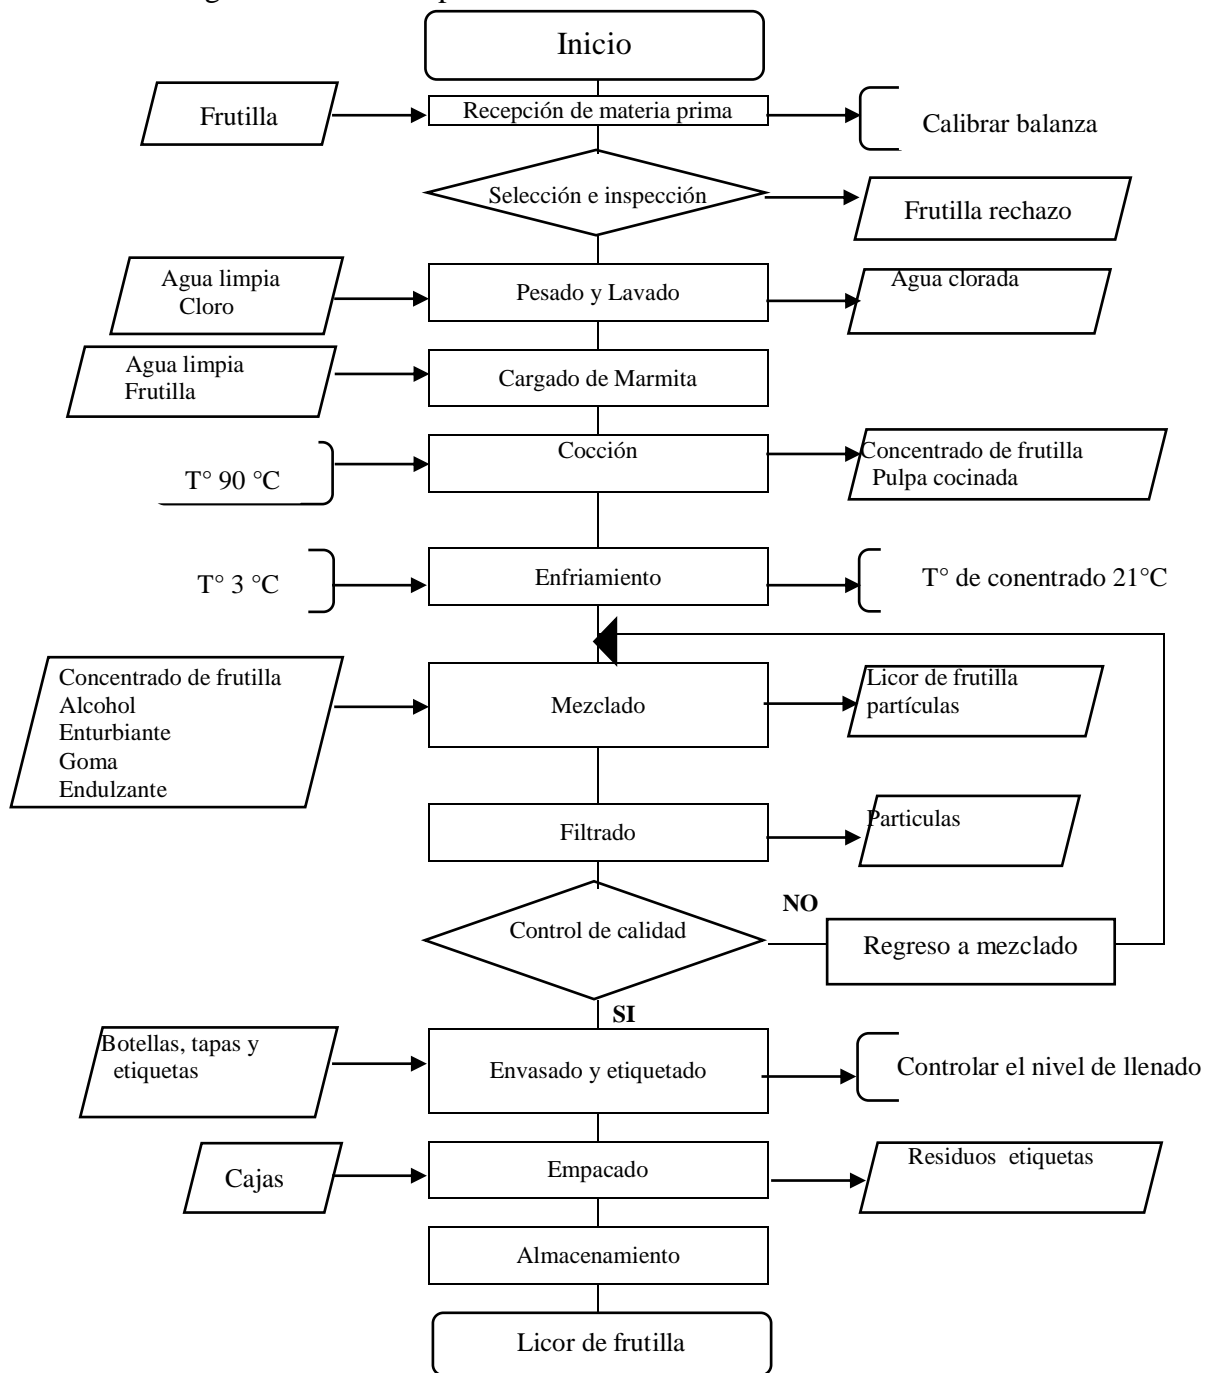 Inicio
Frutilla
Recepción de materia prima
Calibrar balanza
Selección e inspección
Frutilla rechazo
Agua limpia
Cloro
Pesado y Lavado
Agua clorada
Agua limpia
Frutilla
Cargado de Marmita
T° 90 °C
Cocción
Concentrado de frutilla
Pulpa cocinada
T° 3 °C
Enfriamiento
T° de conentrado 21°C
Concentrado de frutilla
Alcohol
Enturbiante
Goma
Endulzante
Mezclado
Licor de frutilla
partículas
Filtrado
Particulas
Control de calidad
NO
Regreso a mezclado
SI
Botellas, tapas y
etiquetas
Envasado y etiquetado
Controlar el nivel de llenado
Cajas
Empacado
Residuos etiquetas
Almacenamiento
Licor de frutilla